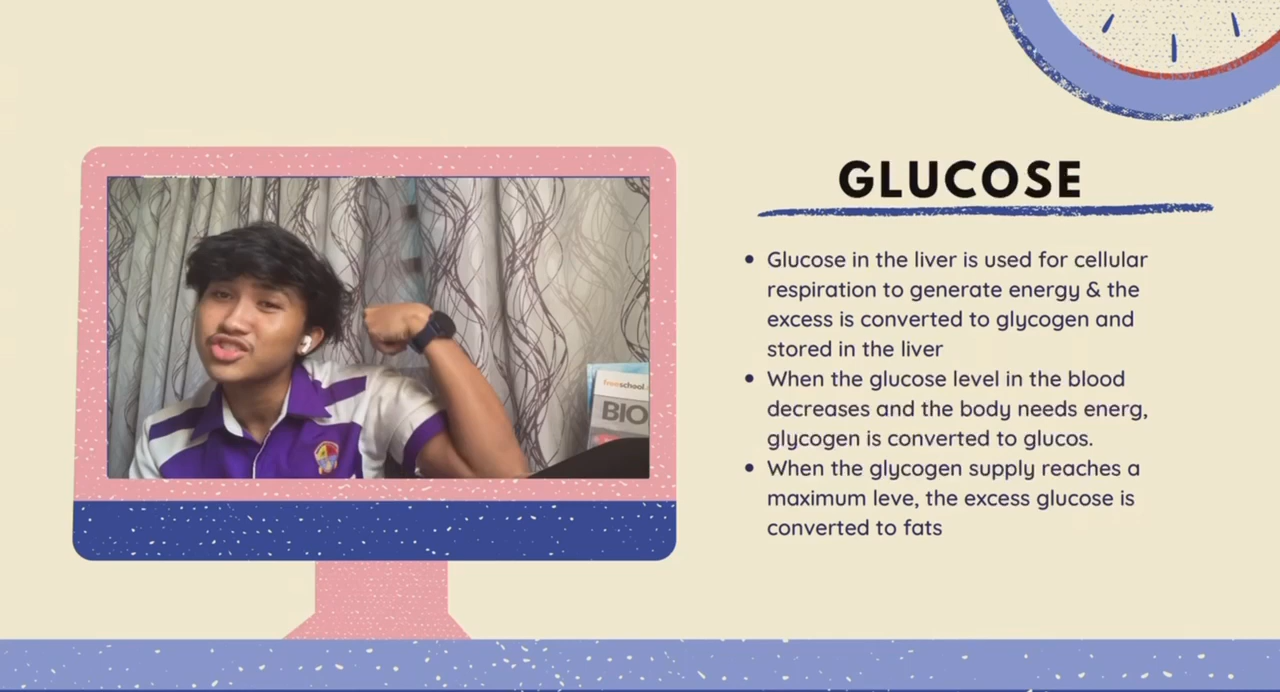 GLUCOSE
Glucose in the liver is used for cellular
respiration to generate energy & the
excess is converted to glycogen and
stored in the liver
When the glucose level in the blood
decreases and the body needs energ,
glycogen is converted to glucos.
When the glycogen supply reaches a
maximum leve, the excess glucose is
converted to fats
freeschool
BIO